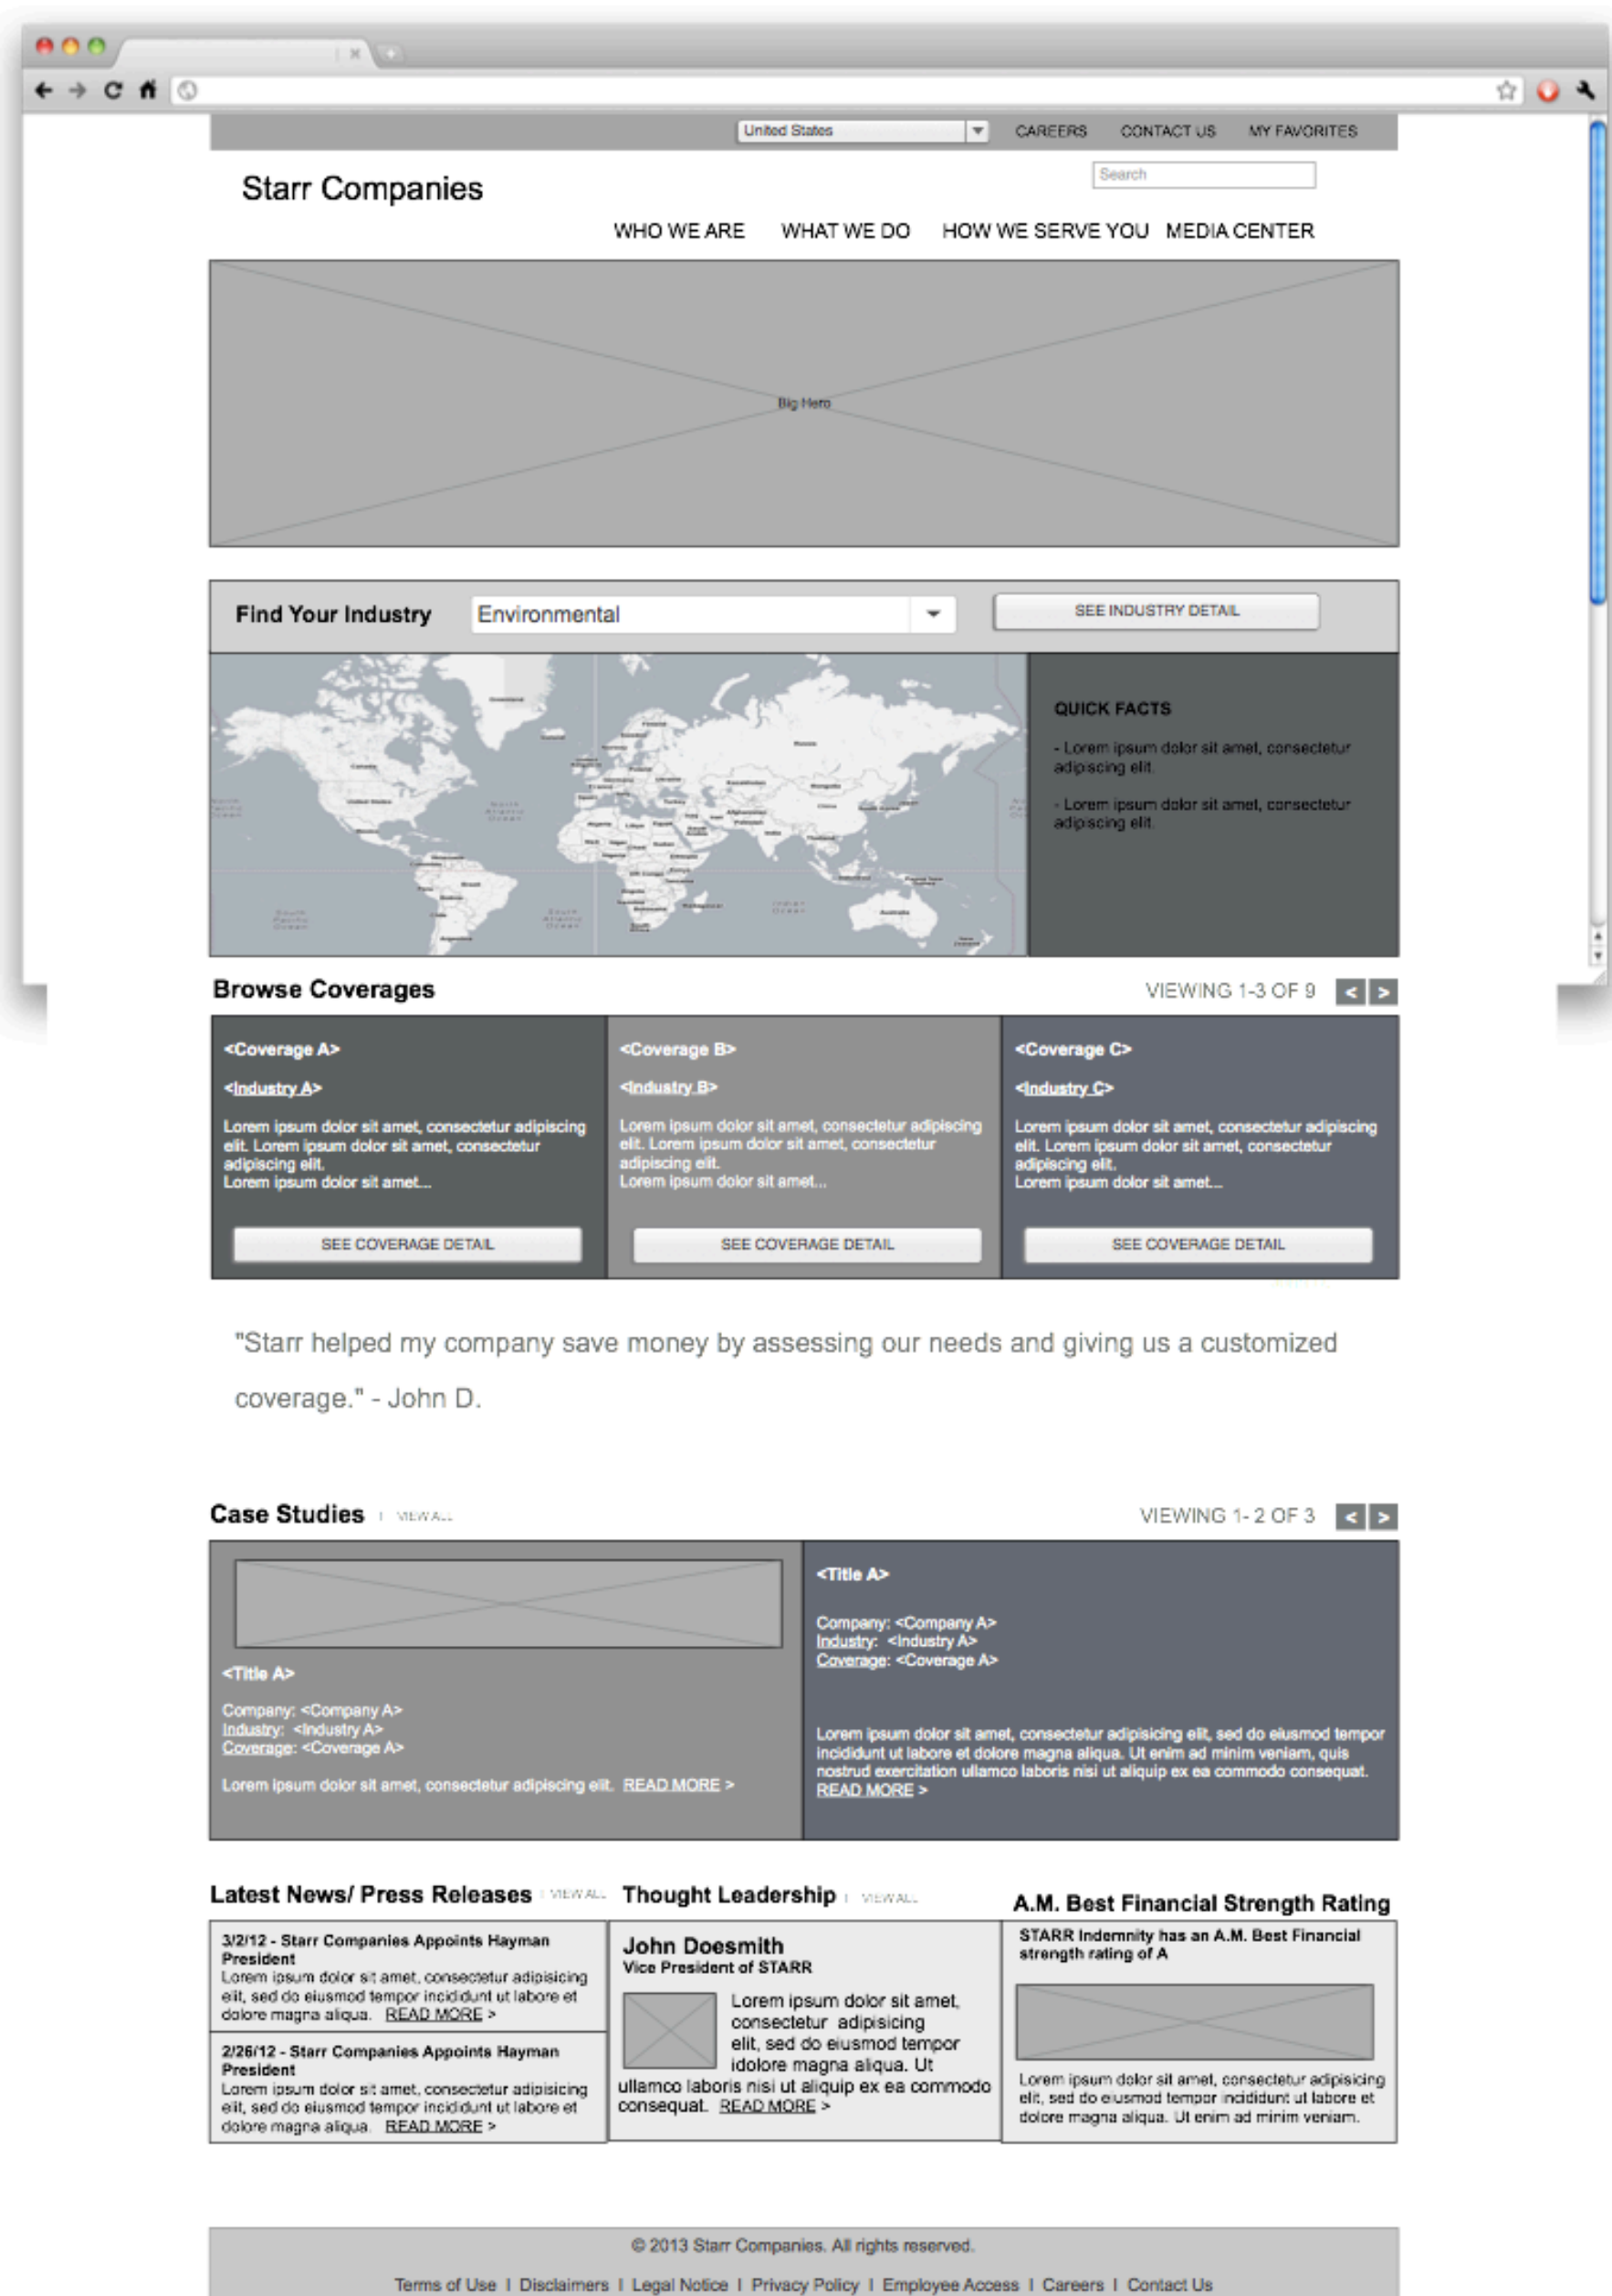 United States
CAREERS CONTACT US MY FAVORITES
Search
Starr Companies
WHO WE ARE WHAT WE DO HOW WE SERVE YOU MEDIA CENTER
Big Hero
Find Your Industry Environmental SEE INDUSTRY DETAIL
QUICK FACTS
- Lorem ipsum dolor sit amet, consectetur
adipiscing elit.
- Lorem ipsum dolor sit amet, consectetur
adipiscing elit.
Browse Coverages VIEWING 1-3 OF 9 < >
<Coverage A>
<Industry A>
Lorem ipsum dolor sit amet, consectetur adipiscing
elit. Lorem ipsum dolor sit amet, consectetur
adipiscing elit.
Lorem ipsum dolor sit amet...
SEE COVERAGE DETAIL
<Coverage B>
<Industry B>
Lorem ipsum dolor sit amet, consectetur adipiscing
elit. Lorem ipsum dolor sit amet, consectetur
adipiscing elit.
Lorem ipsum dolor sit amet...
SEE COVERAGE DETAIL
<Coverage C>
<Industry C>
Lorem ipsum dolor sit amet, consectetur adipiscing
elit. Lorem ipsum dolor sit amet, consectetur
adipiscing elit.
Lorem ipsum dolor sit amet...
SEE COVERAGE DETAIL
"Starr helped my company save money by assessing our needs and giving us a customized
coverage." - John D.
Case Studies | VIEW ALL VIEWING 1- 2 OF 3 < >
<Title A>
Company: <Company A>
Industry: <Industry A>
Coverage: <Coverage A>
Lorem ipsum dolor sit amet, consectetur adipiscing elit. READ MORE >
<Title A>
Company: <Company A>
Industry: <Industry A>
Coverage: <Coverage A>
Lorem ipsum dolor sit amet, consectetur adipisicing elit, sed do eiusmod tempor
incididunt ut labore et dolore magna aliqua. Ut enim ad minim veniam, quis
nostrud exercitation ullamco laboris nisi ut aliquip ex ea commodo consequat.
READ MORE >
Latest News/ Press Releases | VIEW ALL
3/2/12 - Starr Companies Appoints Hayman
President
Lorem ipsum dolor sit amet, consectetur adipisicing
elit, sed do eiusmod tempor incididunt ut labore et
dolore magna aliqua. READ MORE >
2/26/12 - Starr Companies Appoints Hayman
President
Lorem ipsum dolor sit amet, consectetur adipisicing
elit, sed do eiusmod tempor incididunt ut labore et
dolore magna aliqua. READ MORE >
Thought Leadership | VIEW ALL
John Doesmith
Vice President of STARR
Lorem ipsum dolor sit amet,
consectetur adipisicing
elit, sed do eiusmod tempor
idolore magna aliqua. Ut
ullamco laboris nisi ut aliquip ex ea commodo
consequat. READ MORE >
A.M. Best Financial Strength Rating
STARR Indemnity has an A.M. Best Financial
strength rating of A
Lorem ipsum dolor sit amet, consectetur adipisicing
elit, sed do eiusmod tempor incididunt ut labore et
dolore magna aliqua. Ut enim ad minim veniam.
© 2013 Starr Companies. All rights reserved.
Terms of Use | Disclaimers | Legal Notice | Privacy Policy | Employee Access | Careers | Contact Us